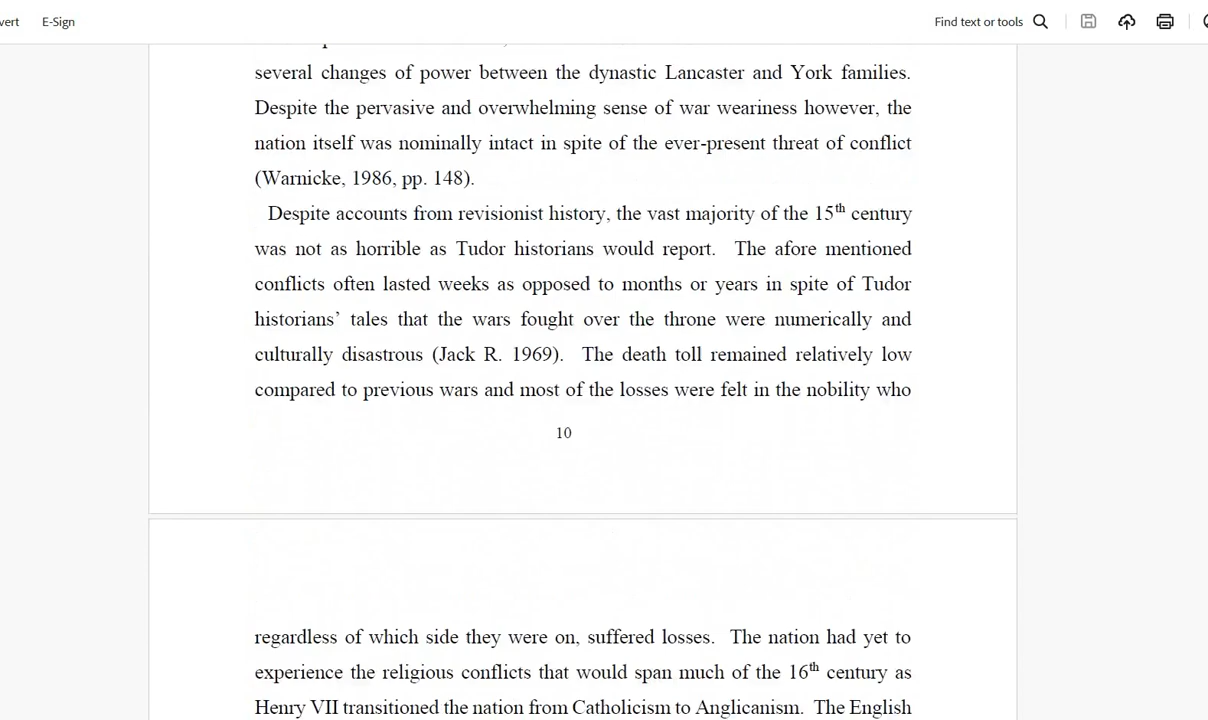 vert E-Sign Find text or tools
several changes of power between the dynastic Lancaster and York families.
Despite the pervasive and overwhelming sense of war weariness however, the
nation itself was nominally intact in spite of the ever-present threat of conflict
(Warnicke, 1986, pp. 148).
Despite accounts from revisionist history, the vast majority of the 15th century
was not as horrible as Tudor historians would report. The afore mentioned
conflicts often lasted weeks as opposed to months or years in spite of Tudor
historians’ tales that the wars fought over the throne were numerically and
culturally disastrous (Jack R. 1969). The death toll remained relatively low
compared to previous wars and most of the losses were felt in the nobility who
10
regardless of which side they were on, suffered losses. The nation had yet to
experience the religious conflicts that would span much of the 16th century as
Henry VII transitioned the nation from Catholicism to Anglicanism. The English